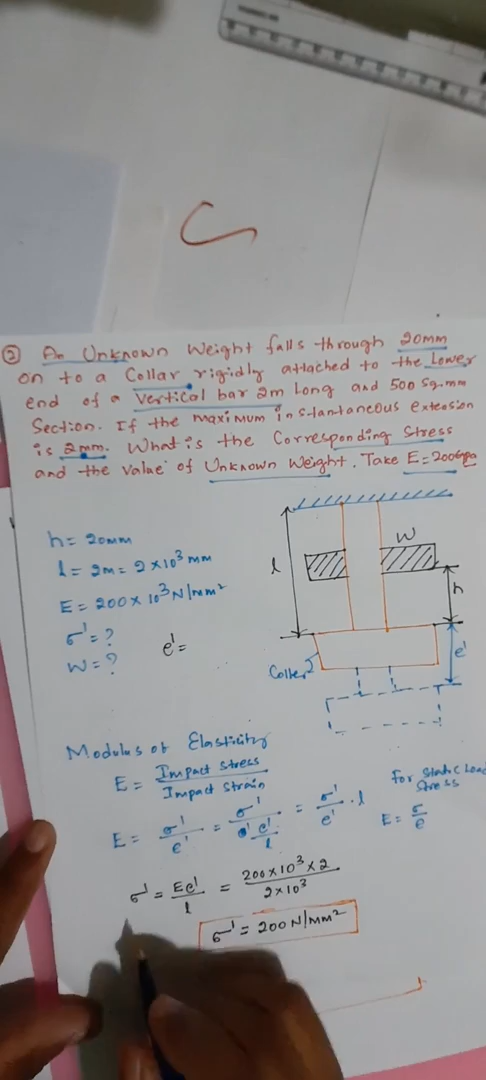 ② An Unknown Weight falls through 20mm
on to a Collar rigidly attached to the lower
end of a Vertical bar 2m Long and 500 Sq.mm
Section. If the maximum instantaneous extension
is 2mm. What is the Corresponding Stress
and the Value of Unknown Weight. Take E=200Gpa
h = 20mm
l = 2m = 2 × 10³ mm
E = 200 × 10³ N/mm²
σ' = ?
W = ?
e' =
l
W
h
e'
Coller
Modulus of Elasticity
E = Impact Stress / Impact Strain
For Static Load
Stress
E = σ/e
E = σ'/e' = σ'/(e'/l) = σ'/e' · l
σ' = Ee'/l = 200×10³×2 / 2×10³
σ' = 200 N/mm²